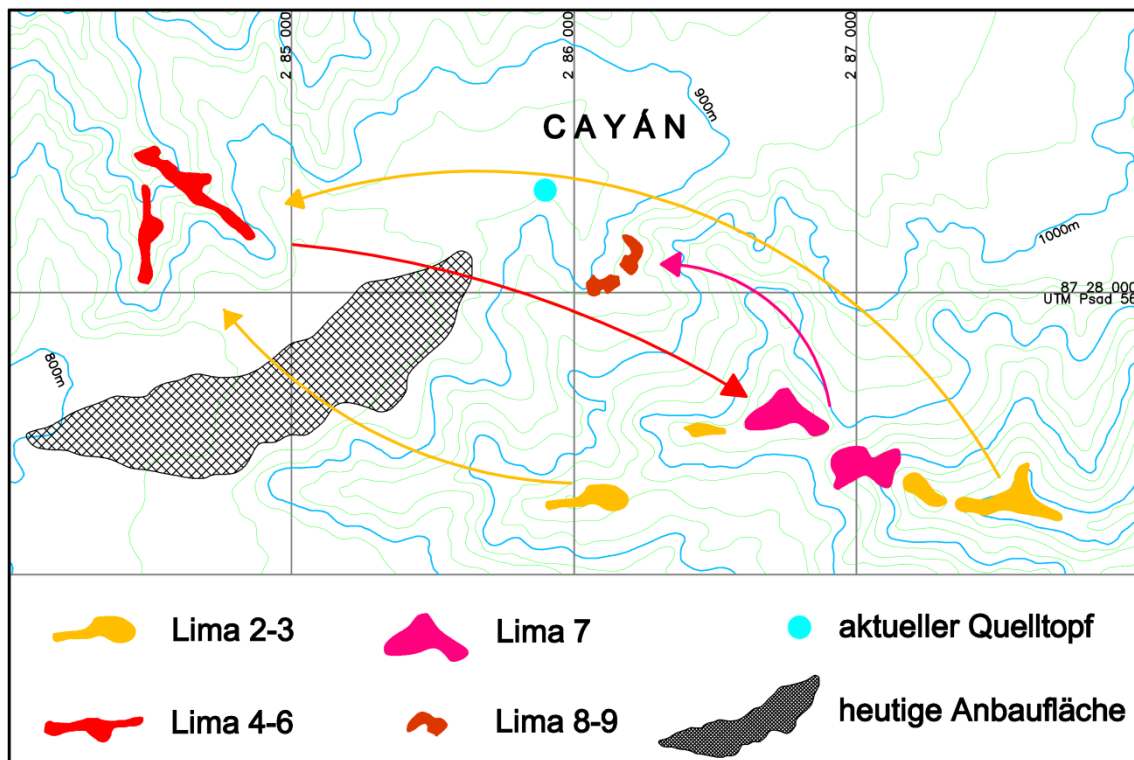 2 85 000
2 86 000
2 87 000
900m
CAYÁN
1000m
87 28 000
UTM Psad 56
800m
Lima 2-3
Lima 7
aktueller Quelltopf
Lima 4-6
Lima 8-9
heutige Anbaufläche